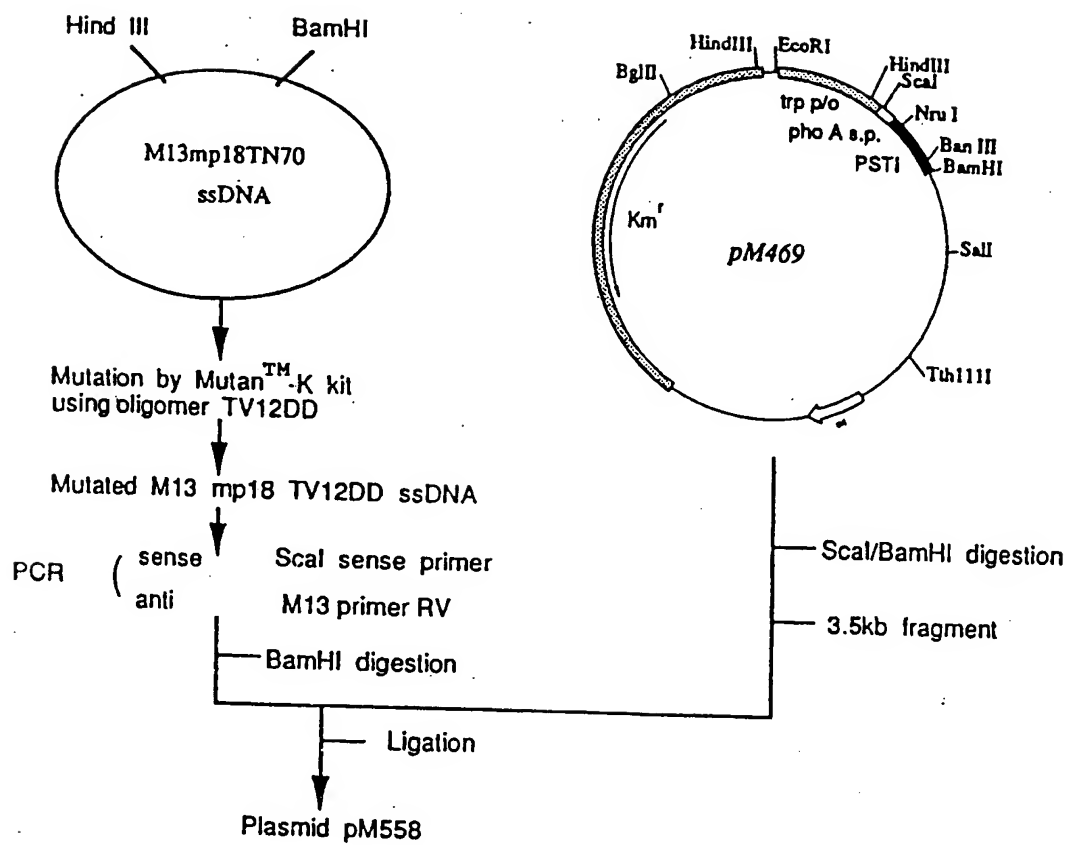 Hind III
BamHI
M13mp18TN70
ssDNA
HindIII
EcoRI
BglII
HindIII
ScaI
trp p/o
Nru I
pho A s.p.
Ban III
PSTI
BamHI
Kmʳ
pM469
SalI
Tth111I
Mutation by Mutan™-K kit
using oligomer TV12DD
Mutated M13 mp18 TV12DD ssDNA
PCR
( sense
anti
ScaI sense primer
M13 primer RV
BamHI digestion
ScaI/BamHI digestion
3.5kb fragment
Ligation
Plasmid pM558